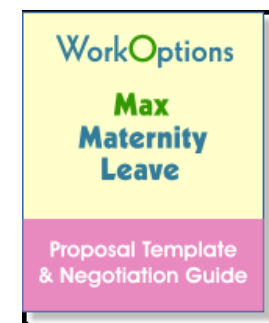 WorkOptions
Max
Maternity
Leave
Proposal Template
& Negotiation Guide